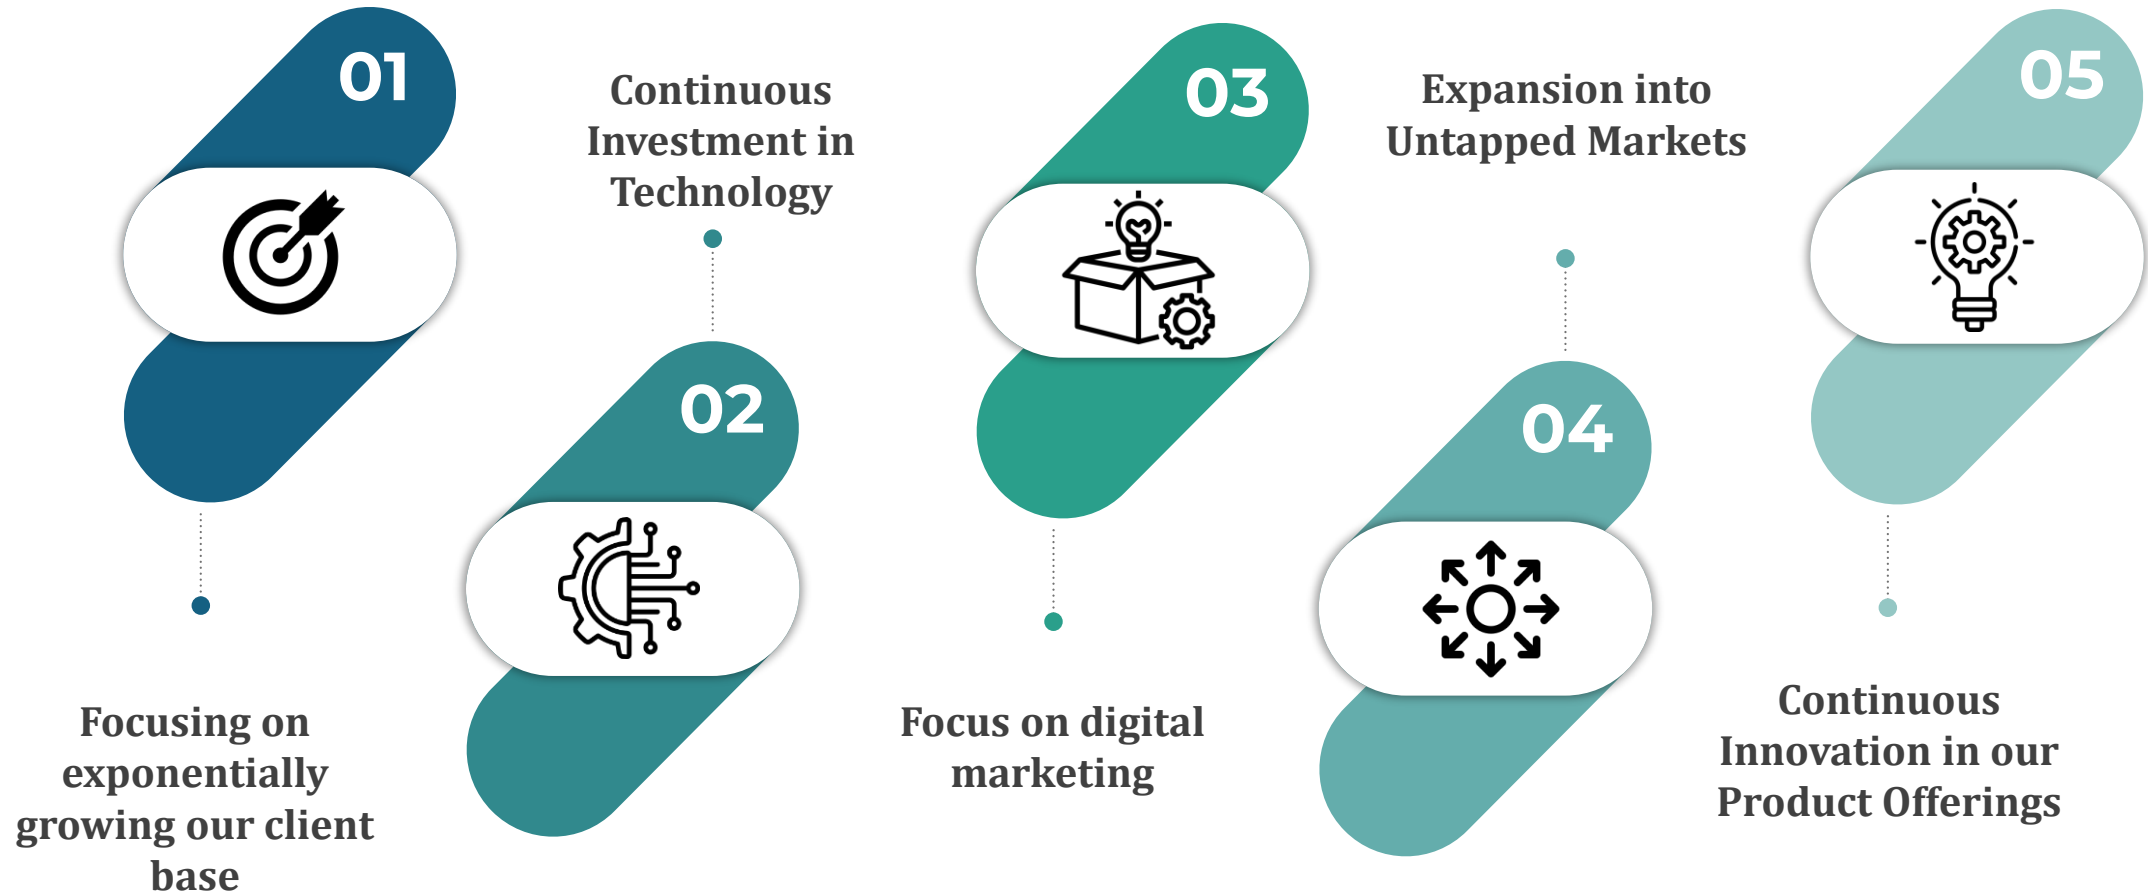 01
Focusing on
exponentially
growing our client
base
02
Continuous
Investment in
Technology
03
Focus on digital
marketing
04
Expansion into
Untapped Markets
05
Continuous
Innovation in our
Product Offerings